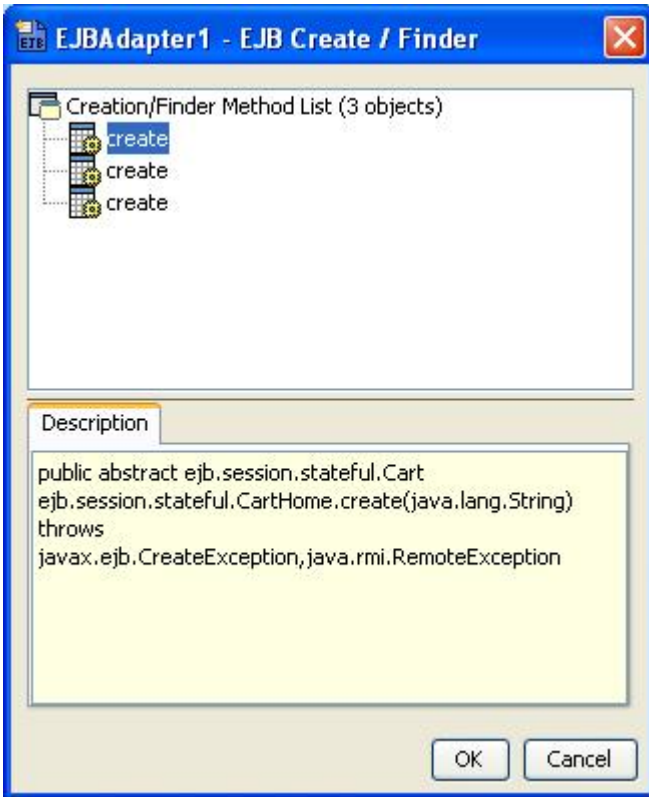 EJB EJBAdapter1 - EJB Create / Finder
Creation/Finder Method List (3 objects)
create
create
create
Description
public abstract ejb.session.stateful.Cart
ejb.session.stateful.CartHome.create(java.lang.String)
throws
javax.ejb.CreateException,java.rmi.RemoteException
OK Cancel